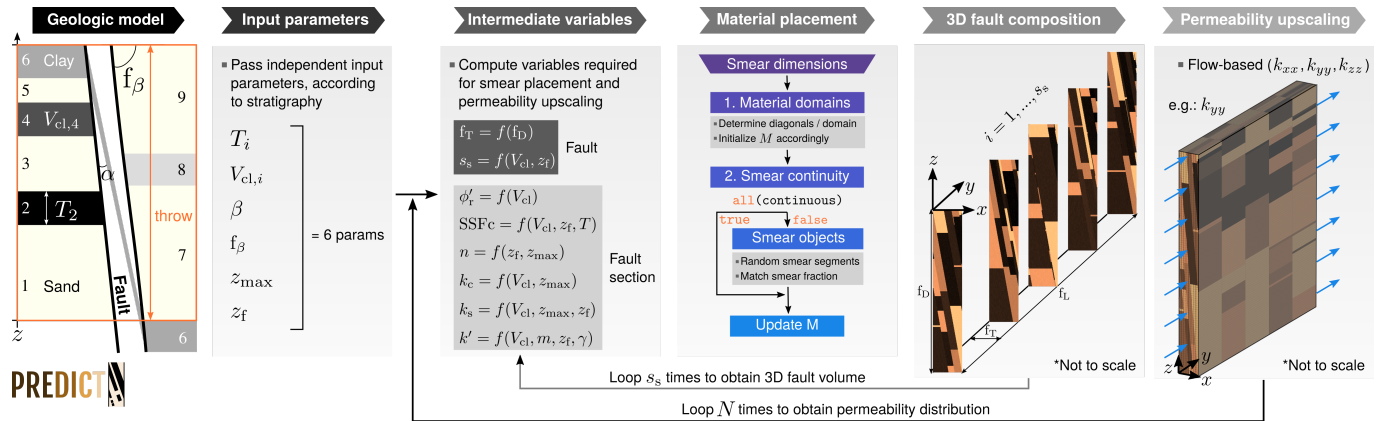 Geologic model
Input parameters
Intermediate variables
Material placement
3D fault composition
Permeability upscaling
6 Clay
5
4 V_cl,4
3
2 T_2
1 Sand
z
f_β
α
Fault
9
8
throw
7
6
PREDICT
▪ Pass independent input
parameters, according
to stratigraphy
T_i
V_cl,i
β
f_β
z_max
z_f
= 6 params
▪ Compute variables required
for smear placement and
permeability upscaling
f_T = f(f_D)
s_s = f(V_cl, z_f)
Fault
ϕ′_r = f(V_cl)
SSFc = f(V_cl, z_f, T)
n = f(z_f, z_max)
k_c = f(V_cl, z_max)
k_s = f(V_cl, z_max, z_f)
k′ = f(V_cl, m, z_f, γ)
Fault
section
Smear dimensions
1. Material domains
▪ Determine diagonals / domain
▪ Initialize M accordingly
2. Smear continuity
all(continuous)
true
false
Smear objects
▪ Random smear segments
▪ Match smear fraction
Update M
i = 1, ..., s_s
z
y
x
f_D
f_T
f_L
*Not to scale
▪ Flow-based (k_xx, k_yy, k_zz)
e.g.: k_yy
z
y
x
*Not to scale
Loop s_s times to obtain 3D fault volume
Loop N times to obtain permeability distribution